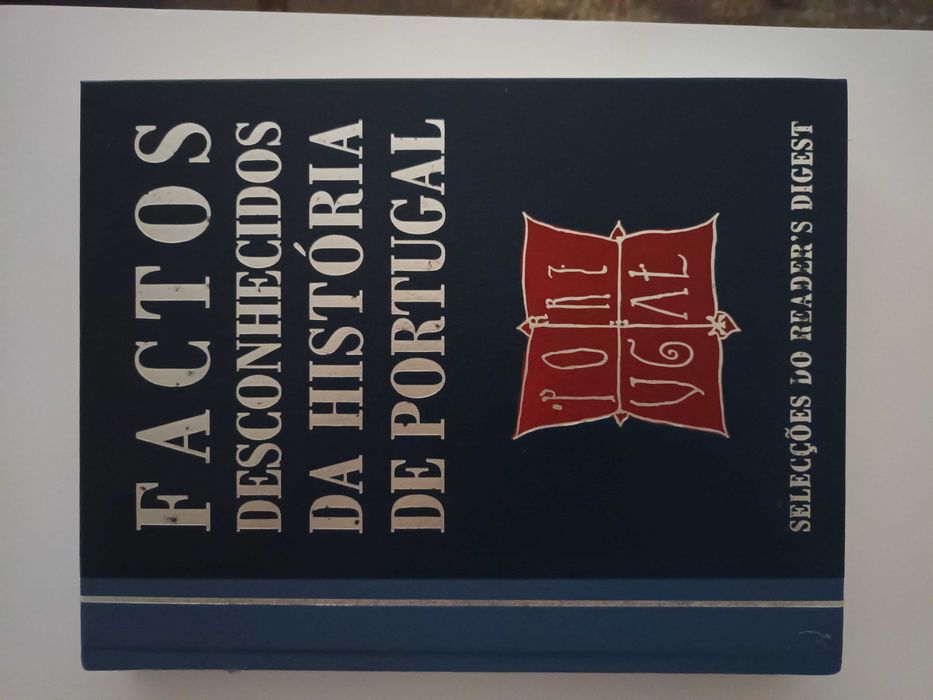 FACTOS
DESCONHECIDOS
DA HISTÓRIA
DE PORTUGAL
SELECÇÕES DO READER'S DIGEST